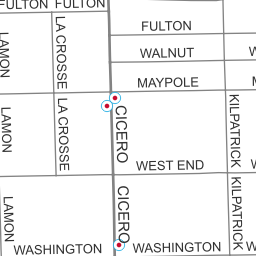 FULTON FULTON
LA CROSSE
FULTON
LAMON
WALNUT
MAYPOLE
LAMON
LA CROSSE
CICERO
KILPATRICK
WEST END
LAMON
CICERO
KILPATRICK
WASHINGTON
WASHINGTON
W